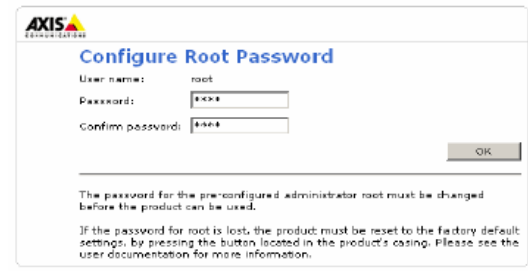 AXIS
COMMUNICATIONS
Configure Root Password
User name: root
Password: ****
Confirm password: ****
OK
The password for the pre-configured administrator root must be changed
before the product can be used.
If the password for root is lost, the product must be reset to the factory default
settings, by pressing the button located in the product's casing. Please see the
user documentation for more information.